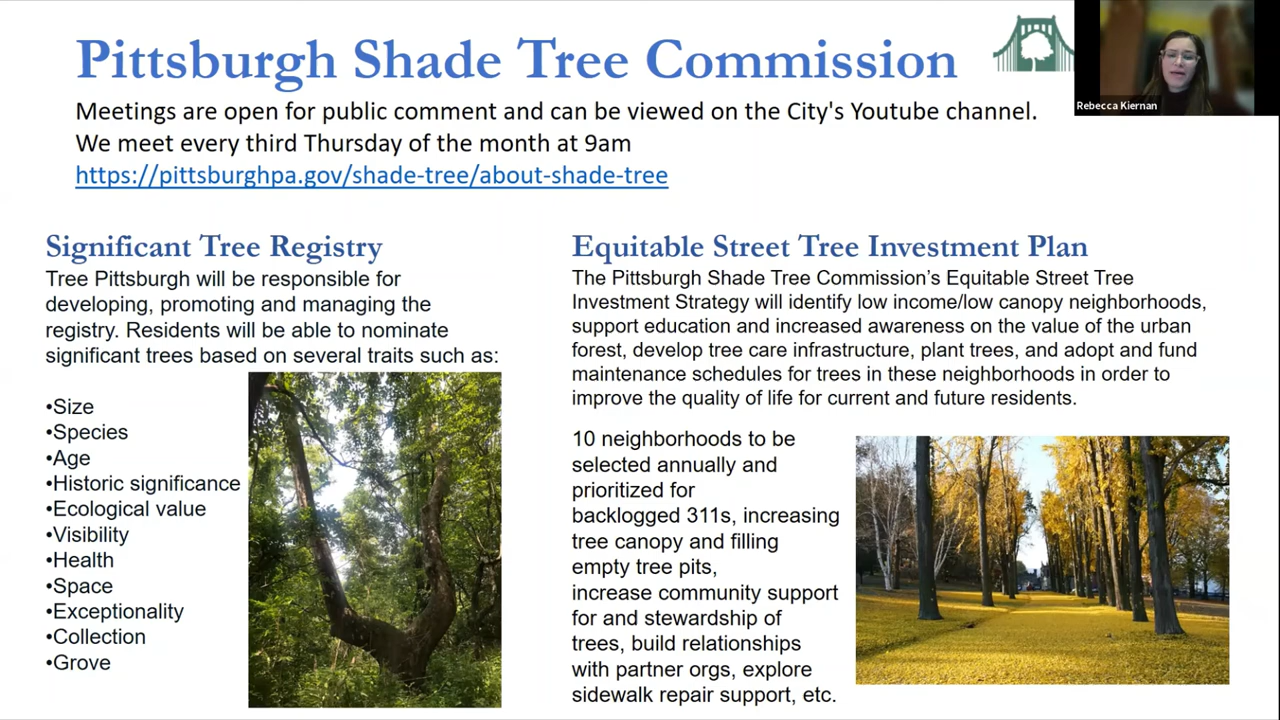 Pittsburgh Shade Tree Commission
Rebecca Kiernan
Meetings are open for public comment and can be viewed on the City's Youtube channel.
We meet every third Thursday of the month at 9am
https://pittsburghpa.gov/shade-tree/about-shade-tree
Significant Tree Registry
Tree Pittsburgh will be responsible for
developing, promoting and managing the
registry. Residents will be able to nominate
significant trees based on several traits such as:
•Size
•Species
•Age
•Historic significance
•Ecological value
•Visibility
•Health
•Space
•Exceptionality
•Collection
•Grove
Equitable Street Tree Investment Plan
The Pittsburgh Shade Tree Commission’s Equitable Street Tree
Investment Strategy will identify low income/low canopy neighborhoods,
support education and increased awareness on the value of the urban
forest, develop tree care infrastructure, plant trees, and adopt and fund
maintenance schedules for trees in these neighborhoods in order to
improve the quality of life for current and future residents.
10 neighborhoods to be
selected annually and
prioritized for
backlogged 311s, increasing
tree canopy and filling
empty tree pits,
increase community support
for and stewardship of
trees, build relationships
with partner orgs, explore
sidewalk repair support, etc.